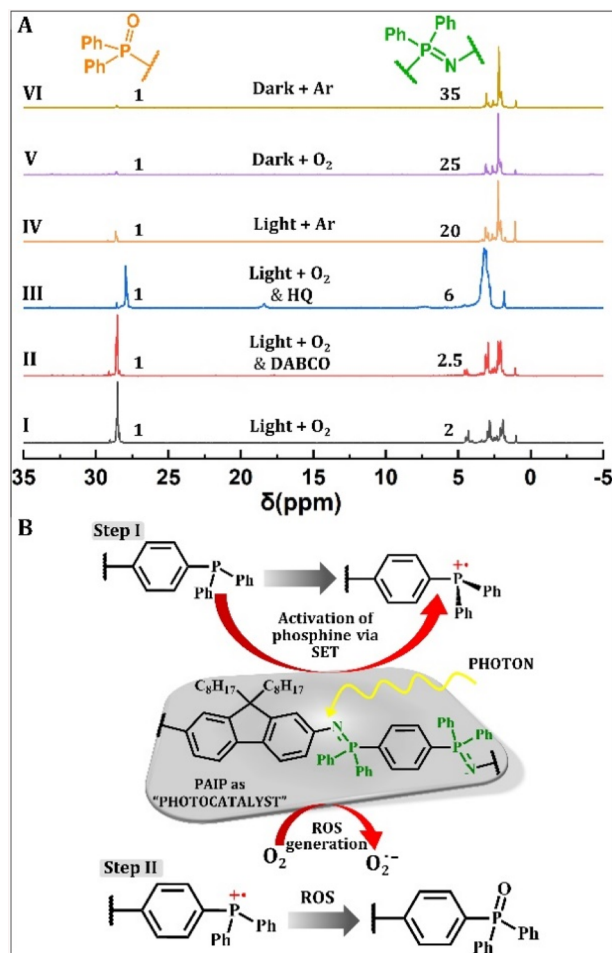 A
O
Ph P
Ph
Ph
Ph P N
VI 1 Dark + Ar 35
V 1 Dark + O₂ 25
IV 1 Light + Ar 20
III 1 Light + O₂ & HQ 6
II 1 Light + O₂ & DABCO 2.5
I 1 Light + O₂ 2
35 30 25 20 15 10 5 0 -5
δ(ppm)
B
Step I
P Ph
Ph
+•
P Ph
Ph
Activation of
phosphine via
SET
PHOTON
C₈H₁₇ C₈H₁₇
N
Ph Ph
P P
Ph Ph N
PAIP as
"PHOTOCATALYST"
ROS
generation
O₂ O₂•−
Step II
+•
P
Ph Ph
ROS
O
P
Ph Ph